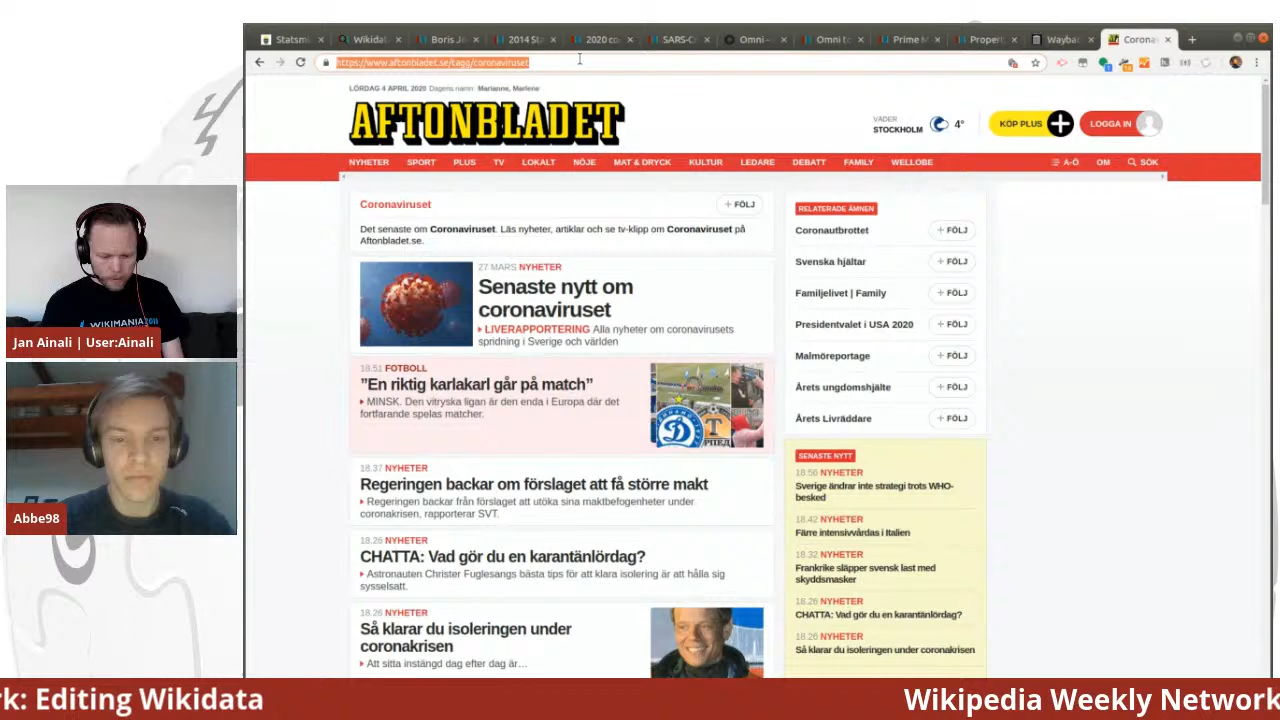 Statsmi
Wikidat
Boris J
2014 St
2020 co
SARS-C
Omni –
Omni t
Prime M
Propert
Wayba
Corona
https://www.aftonbladet.se/tagg/coronaviruset
LÖRDAG 4 APRIL 2020 Dagens namn: Marianne, Marlene
AFTONBLADET
VÄDER
STOCKHOLM
4°
KÖP PLUS
LOGGA IN
NYHETER SPORT PLUS TV LOKALT NÖJE MAT & DRYCK KULTUR LEDARE DEBATT FAMILY WELLOBE A-Ö OM SÖK
Coronaviruset
+ FÖLJ
Det senaste om Coronaviruset. Läs nyheter, artiklar och se tv-klipp om Coronaviruset på
Aftonbladet.se.
27 MARS NYHETER
Senaste nytt om
coronaviruset
LIVERAPPORTERING Alla nyheter om coronavirusets
spridning i Sverige och världen
18.51 FOTBOLL
”En riktig karlakarl går på match”
MINSK. Den vitryska ligan är den enda i Europa där det
fortfarande spelas matcher.
18.37 NYHETER
Regeringen backar om förslaget att få större makt
Regeringen backar från förslaget att utöka sina maktbefogenheter under
coronakrisen, rapporterar SVT.
18.26 NYHETER
CHATTA: Vad gör du en karantänlördag?
Astronauten Christer Fuglesangs bästa tips för att klara isolering är att hålla sig
sysselsatt.
18.26 NYHETER
Så klarar du isoleringen under
coronakrisen
Att sitta instängd dag efter dag är…
RELATERADE ÄMNEN
Coronautbrottet + FÖLJ
Svenska hjältar + FÖLJ
Familjelivet | Family + FÖLJ
Presidentvalet i USA 2020 + FÖLJ
Malmöreportage + FÖLJ
Årets ungdomshjälte + FÖLJ
Årets Livräddare + FÖLJ
SENASTE NYTT
18.56 NYHETER
Sverige ändrar inte strategi trots WHO-
besked
18.42 NYHETER
Färre intensivvårdas i Italien
18.32 NYHETER
Frankrike släpper svensk last med
skyddsmasker
18.26 NYHETER
CHATTA: Vad gör du en karantänlördag?
18.26 NYHETER
Så klarar du isoleringen under coronakrisen
WIKIMANIA
Jan Ainali | User:Ainali
Abbe98
rk: Editing Wikidata
Wikipedia Weekly Network